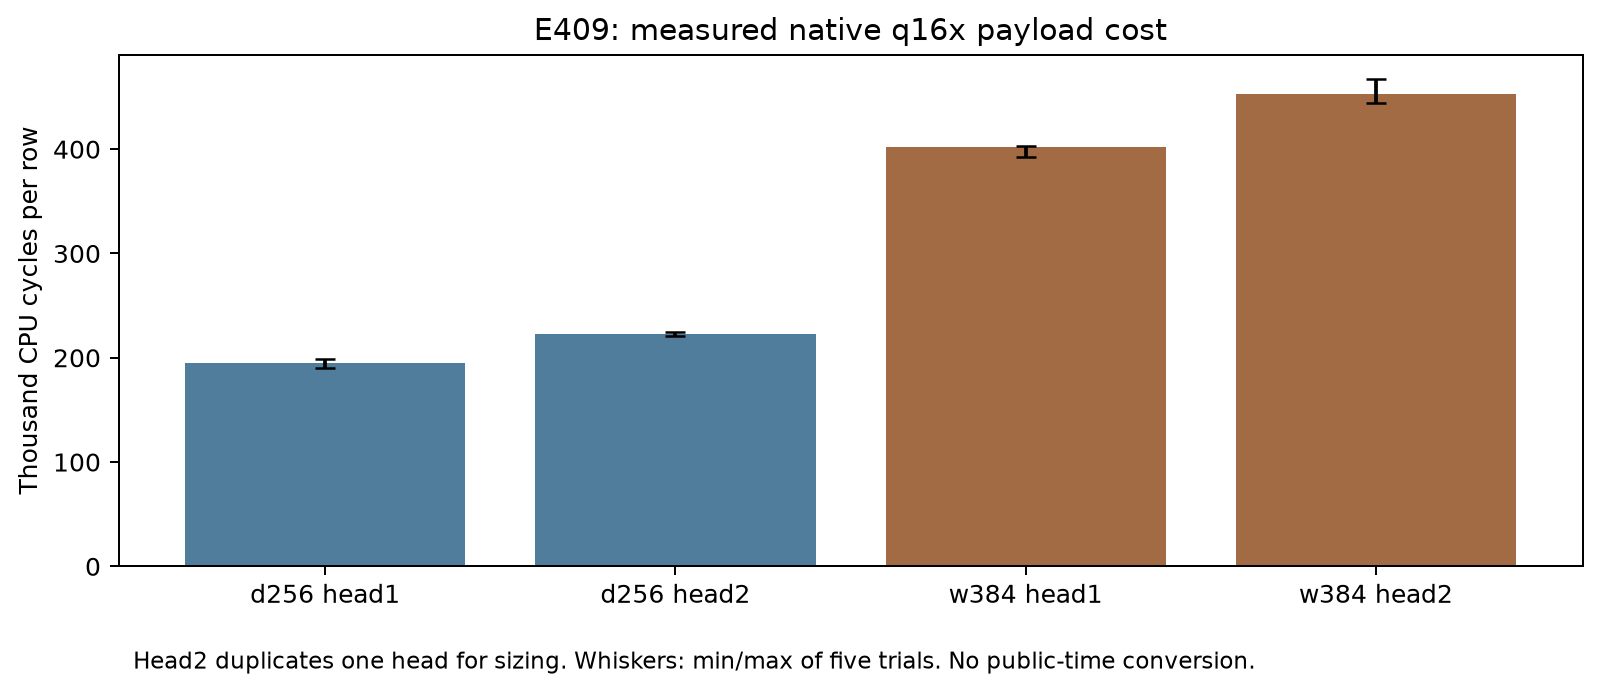 E409: measured native q16x payload cost
Thousand CPU cycles per row
400
300
200
100
0
d256 head1
d256 head2
w384 head1
w384 head2
Head2 duplicates one head for sizing. Whiskers: min/max of five trials. No public-time conversion.